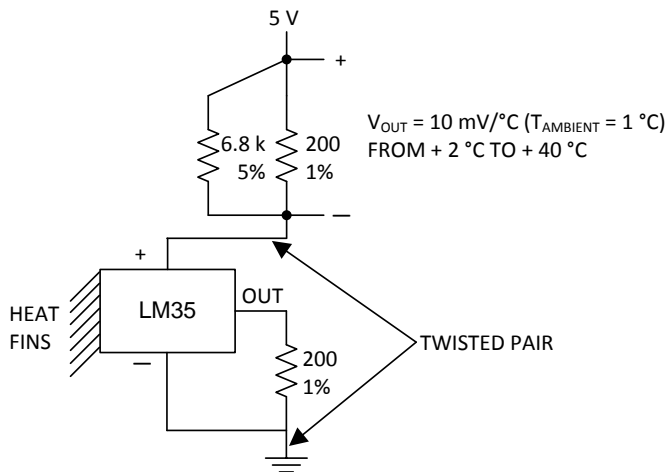 5 V
+
6.8 k
5%
200
1%
V_OUT = 10 mV/°C (T_AMBIENT = 1 °C)
FROM + 2 °C TO + 40 °C
—
+
HEAT
FINS
LM35
OUT
—
200
1%
TWISTED PAIR